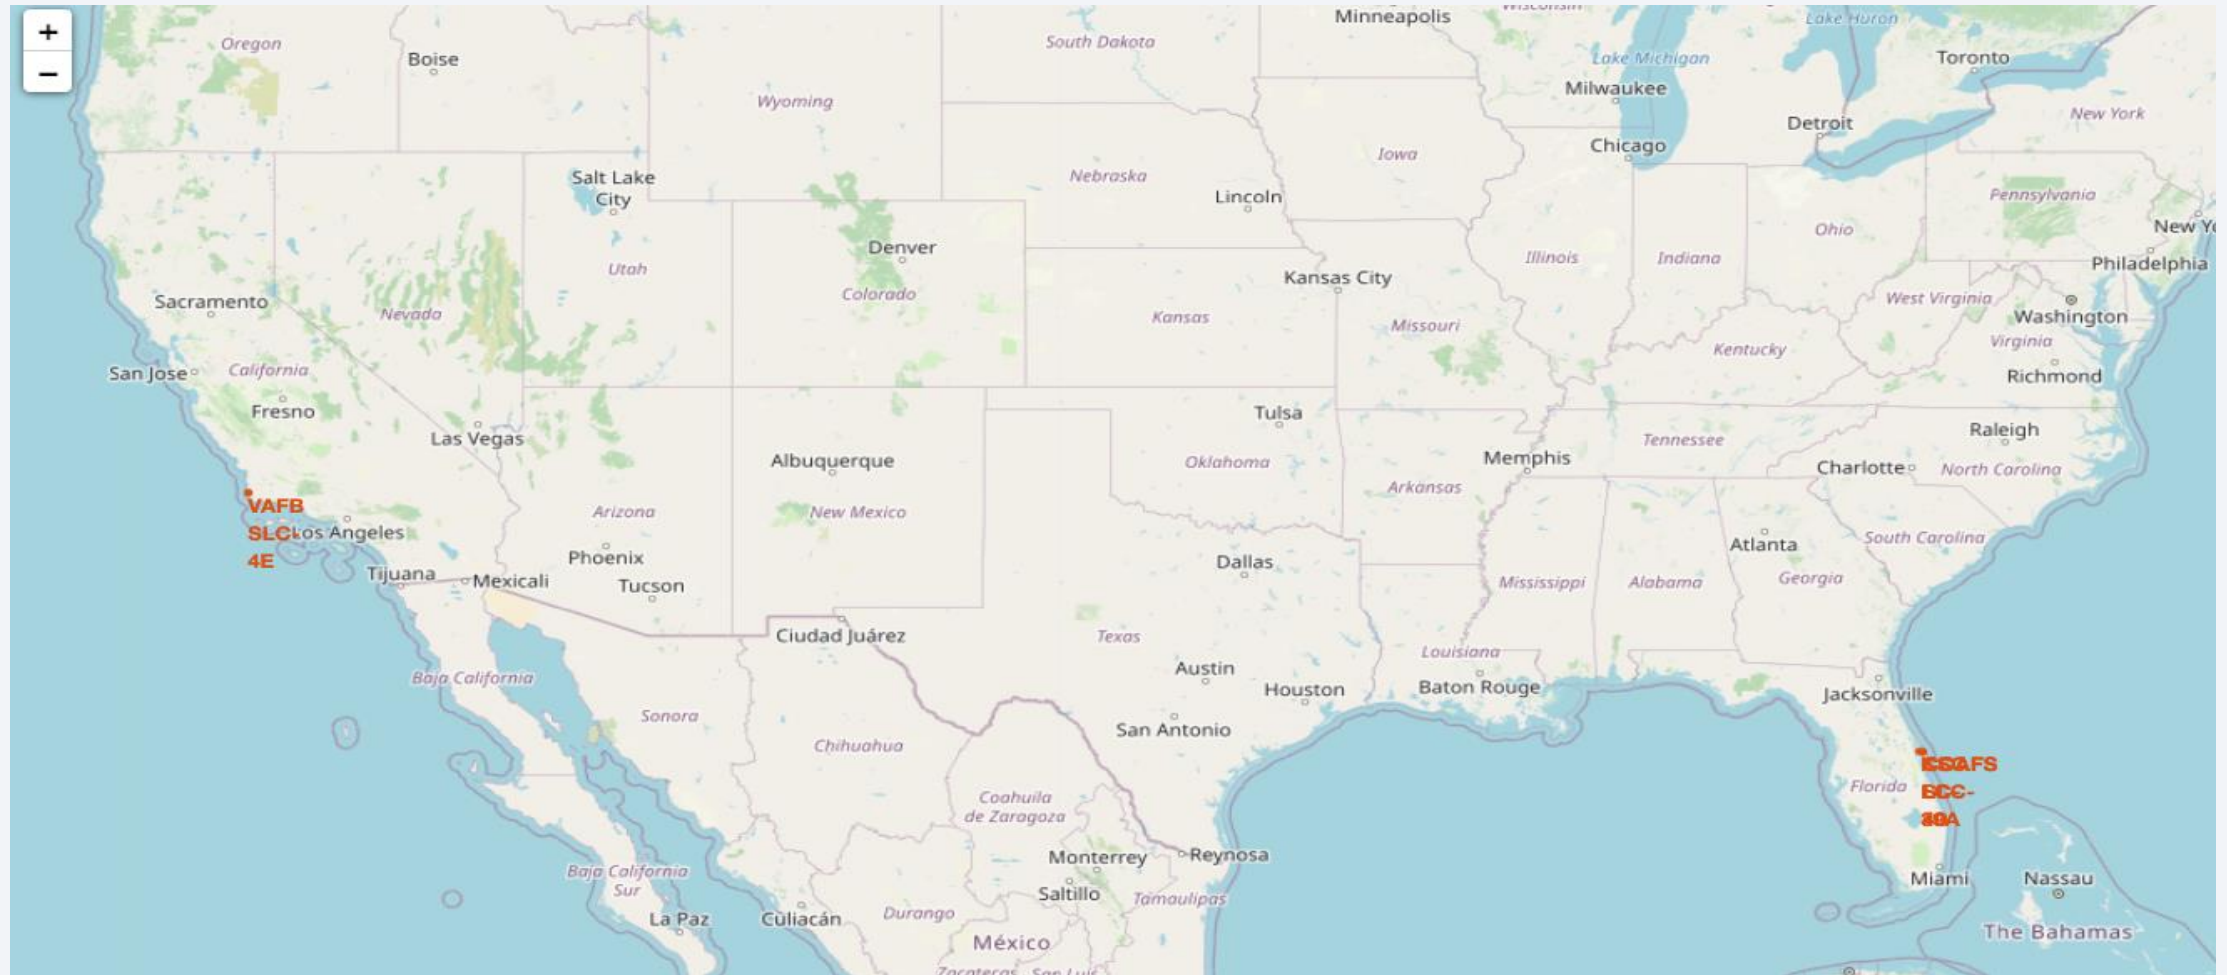 +
−
Oregon
Boise
South Dakota
Minneapolis
Wisconsin
Lake Michigan
Lake Huron
Toronto
Wyoming
Milwaukee
Detroit
New York
Chicago
Iowa
Nebraska
Salt Lake
City
Lincoln
Pennsylvania
Ohio
Denver
Utah
Illinois
Indiana
Philadelphia
Kansas City
Colorado
Sacramento
Nevada
Kansas
Missouri
West Virginia
Washington
Virginia
Kentucky
San Jose
California
Richmond
Fresno
Tulsa
Las Vegas
Raleigh
Tennessee
Albuquerque
Oklahoma
Memphis
Charlotte
North Carolina
Arkansas
VAFB
SLC-
4E
Los Angeles
Arizona
New Mexico
Phoenix
Dallas
Atlanta
South Carolina
Tijuana
Mexicali
Tucson
Mississippi
Alabama
Georgia
Ciudad Juárez
Texas
Louisiana
Austin
Baja California
Houston
Baton Rouge
Jacksonville
Sonora
San Antonio
Chihuahua
Florida
Coahuila
de Zaragoza
Monterrey
Reynosa
Baja California
Sur
Saltillo
Tamaulipas
Miami
Nassau
La Paz
Culiacán
Durango
México
The Bahamas
Zacatecas
San Luis